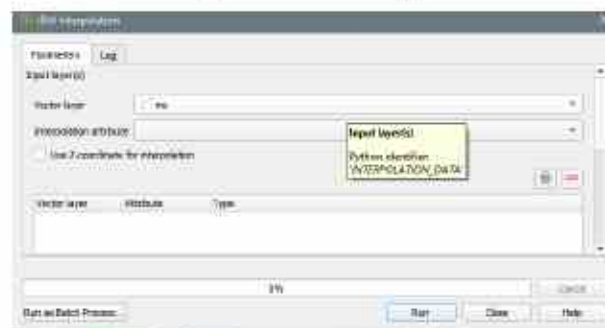 IDW Interpolation
Parameters Log
Input layer(s)
Vector layer
Interpolation attribute
Use Z-coordinate for interpolation
Input layer(s)
Python identifier:
'INTERPOLATION_DATA'
Vector layer Attribute Type
0%
Cancel
Run as Batch Process... Run Close Help